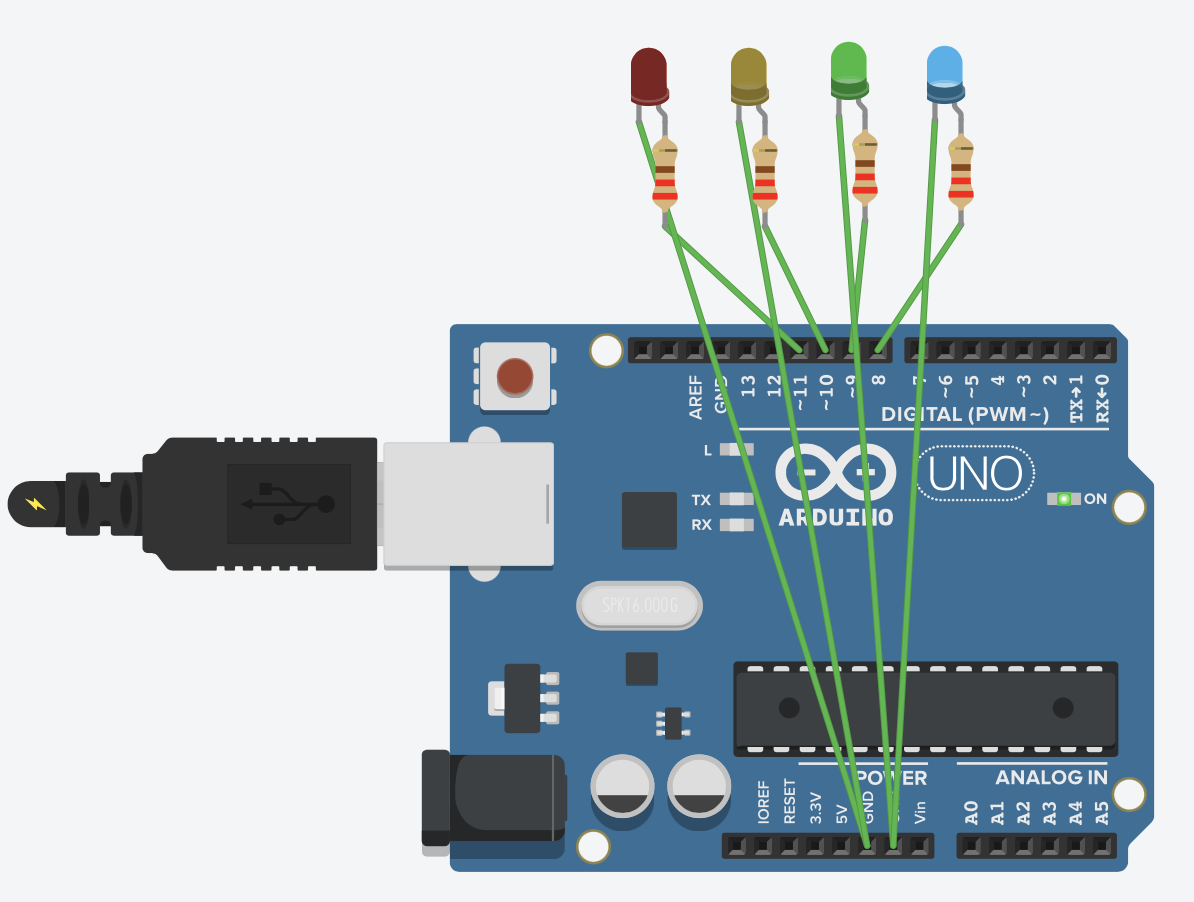 AREF
GND
13
12
~11
~10
~9
8
7
~6
~5
4
~3
2
TX→1
RX←0
DIGITAL (PWM~)
L
TX
RX
ARDUINO
UNO
ON
SPK16.000G
POWER
ANALOG IN
IOREF
RESET
3.3V
5V
GND
Vin
A0
A1
A2
A3
A4
A5